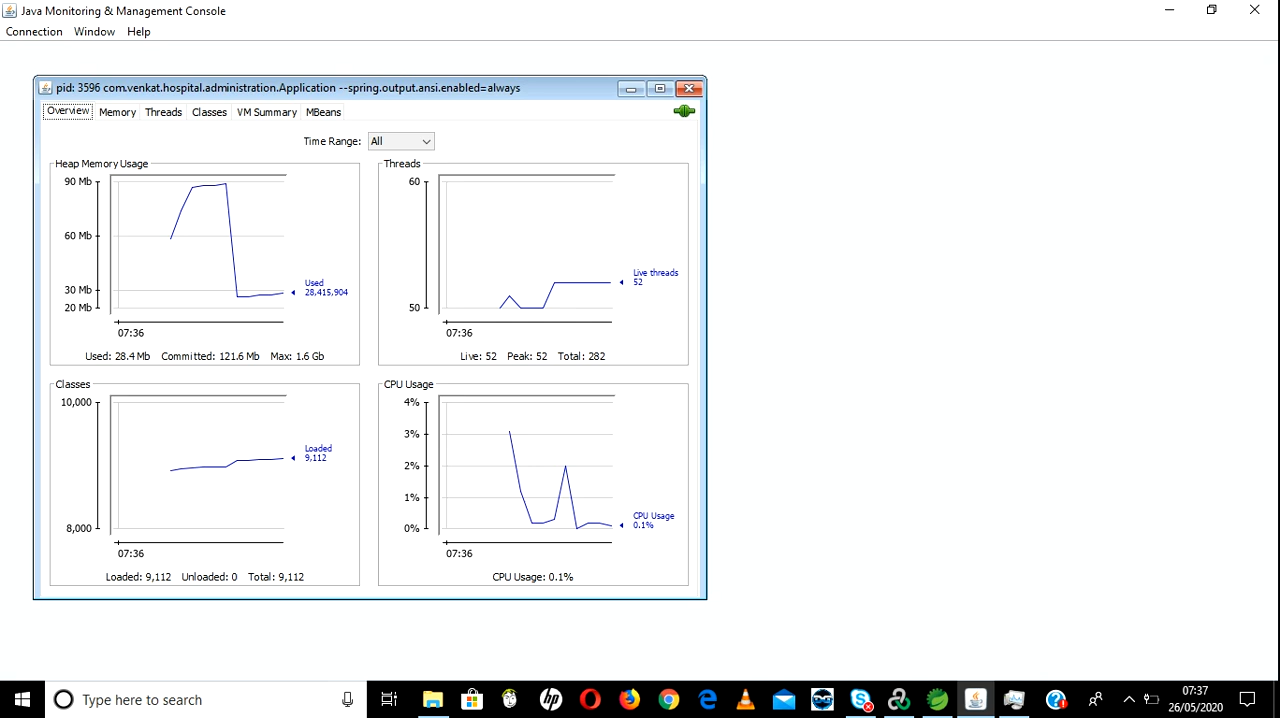 Java Monitoring & Management Console
Connection Window Help
pid: 3596 com.venkat.hospital.administration.Application --spring.output.ansi.enabled=always
Overview Memory Threads Classes VM Summary MBeans
Time Range: All
Heap Memory Usage
90 Mb
60 Mb
30 Mb
20 Mb
Used
28,415,904
07:36
Used: 28.4 Mb Committed: 121.6 Mb Max: 1.6 Gb
Threads
60
50
Live threads
52
07:36
Live: 52 Peak: 52 Total: 282
Classes
10,000
8,000
Loaded
9,112
07:36
Loaded: 9,112 Unloaded: 0 Total: 9,112
CPU Usage
4%
3%
2%
1%
0%
CPU Usage
0.1%
07:36
CPU Usage: 0.1%
Type here to search
hp
07:37
26/05/2020